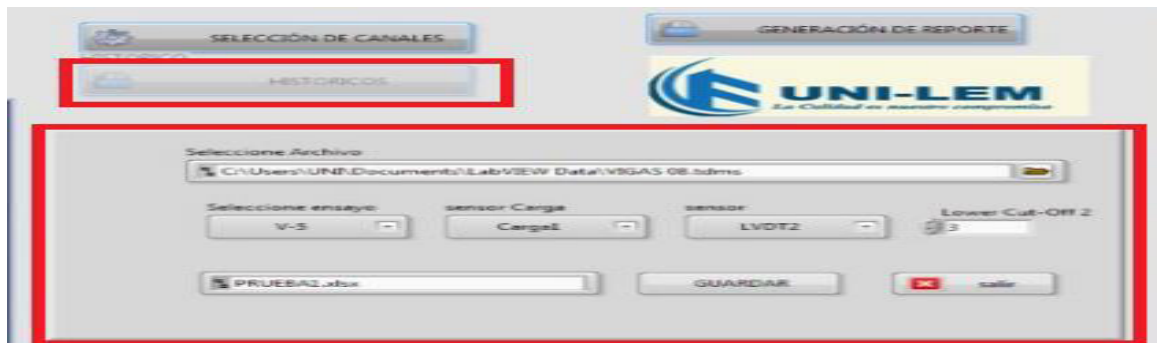 SELECCIÓN DE CANALES
GENERACIÓN DE REPORTE
HISTORICO
HISTORICOS
UNI-LEM
La Calidad es nuestro compromiso
Seleccione Archivo
C:\Users\UNI\Documents\LabVIEW Data\VIGAS 08.tdms
Seleccione ensayo sensor Carga sensor Lower Cut-Off 2
V-5 Carga1 LVDT2 3
PRUEBA2.xlsx GUARDAR salir